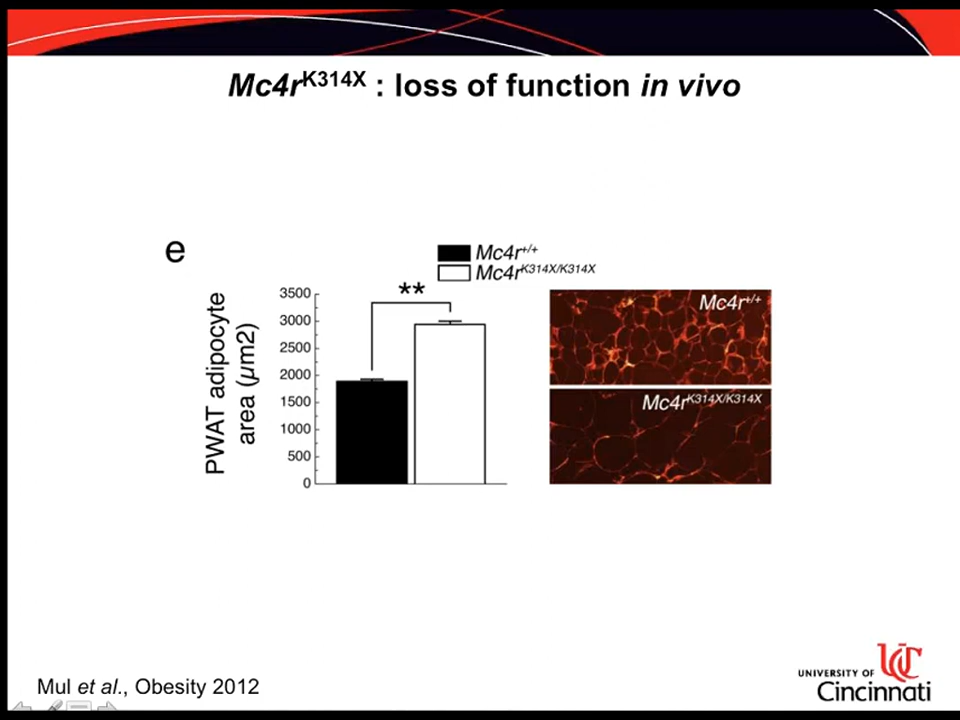 Mc4rK314X : loss of function in vivo
e
Mc4r+/+
Mc4rK314X/K314X
**
PWAT adipocyte
area (µm2)
3500
3000
2500
2000
1500
1000
500
0
Mc4r+/+
Mc4rK314X/K314X
Mul et al., Obesity 2012
UC
UNIVERSITY OF
Cincinnati